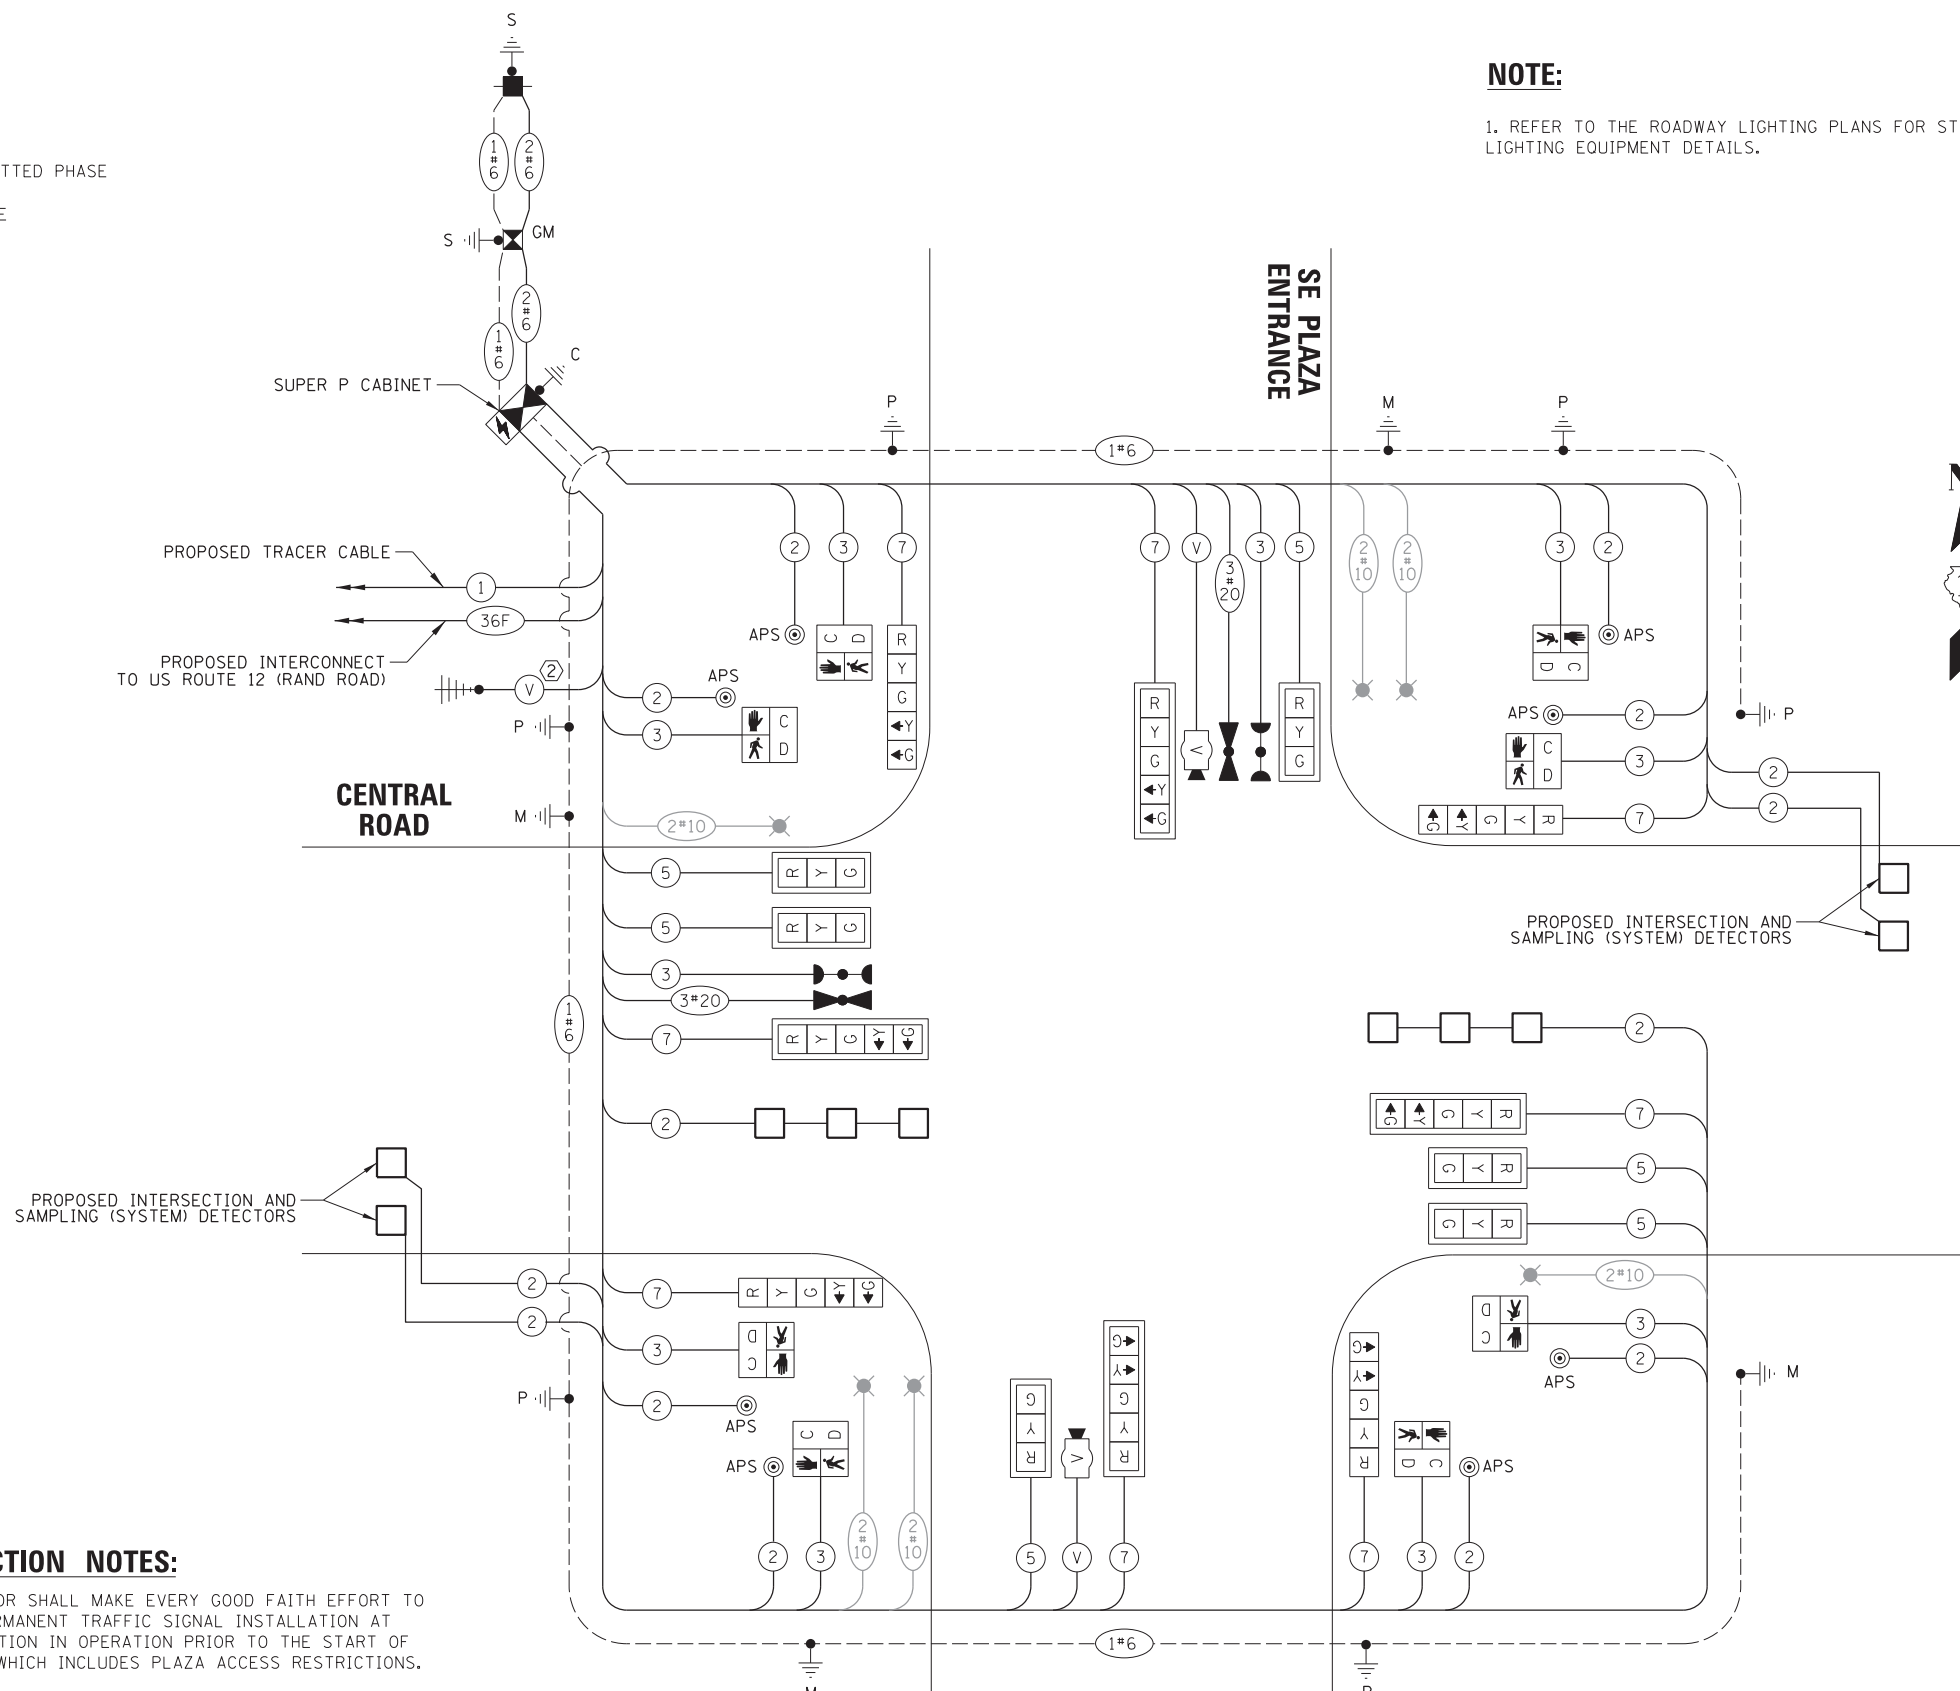 S
NOTE:
1. REFER TO THE ROADWAY LIGHTING PLANS FOR ST
LIGHTING EQUIPMENT DETAILS.
TTED PHASE
E
1#6
2#6
S
GM
2#6
1#6
C
SUPER P CABINET
SE PLAZA
ENTRANCE
P
M
P
1#6
N
PROPOSED TRACER CABLE
1
36F
PROPOSED INTERCONNECT
TO US ROUTE 12 (RAND ROAD)
V
2
P
M
2
3
7
APS
C D
R
Y
G
Y
G
2
APS
3
C
D
7
V
3#20
3
5
R
Y
G
Y
G
V
R
Y
G
2#10
2#10
3
2
D C
APS
APS
2
P
3
C
D
G Y G Y R
7
2
2
PROPOSED INTERSECTION AND
SAMPLING (SYSTEM) DETECTORS
CENTRAL
ROAD
2#10
5
R Y G
5
R Y G
3
3#20
7
R Y G Y G
1#6
2
2
G Y G Y R
7
G Y R
5
G Y R
5
PROPOSED INTERSECTION AND
SAMPLING (SYSTEM) DETECTORS
2
2
7
R Y G Y G
3
D
C
P
2
APS
APS
C D
2
3
2#10
2#10
G
Y
R
V
G
Y
G
Y
R
5
V
7
2#10
D
C
3
2
APS
M
G
Y
G
Y
R
D C
APS
7
3
2
1#6
M
P
CTION NOTES:
OR SHALL MAKE EVERY GOOD FAITH EFFORT TO
RMANENT TRAFFIC SIGNAL INSTALLATION AT
TION IN OPERATION PRIOR TO THE START OF
WHICH INCLUDES PLAZA ACCESS RESTRICTIONS.